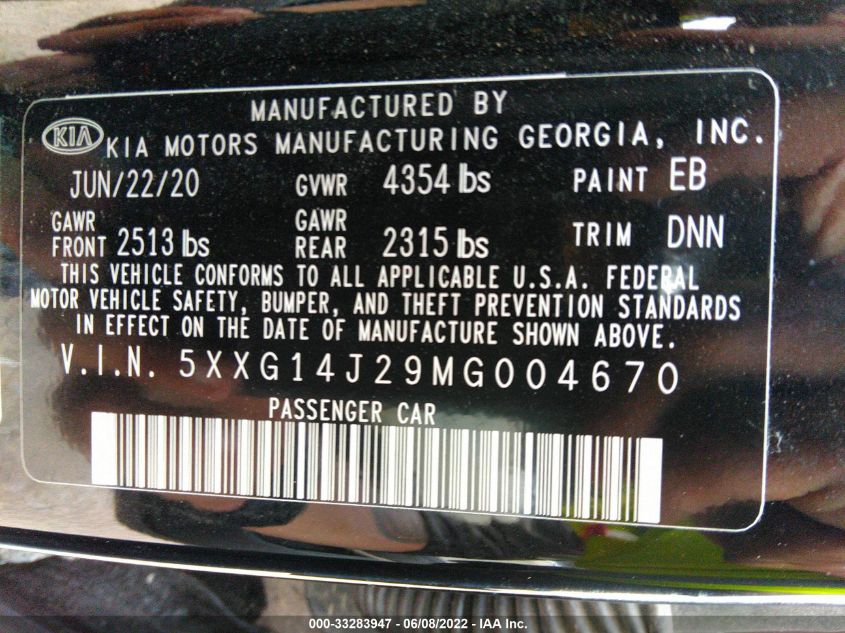 MANUFACTURED BY
KIA KIA MOTORS MANUFACTURING GEORGIA, INC.
JUN/22/20 GVWR 4354 lbs PAINT EB
GAWR FRONT 2513 lbs GAWR REAR 2315 lbs TRIM DNN
THIS VEHICLE CONFORMS TO ALL APPLICABLE U.S.A. FEDERAL
MOTOR VEHICLE SAFETY, BUMPER, AND THEFT PREVENTION STANDARDS
IN EFFECT ON THE DATE OF MANUFACTURE SHOWN ABOVE.
V.I.N. 5XXG14J29MG004670
PASSENGER CAR
000-33283947 - 06/08/2022 - IAA Inc.